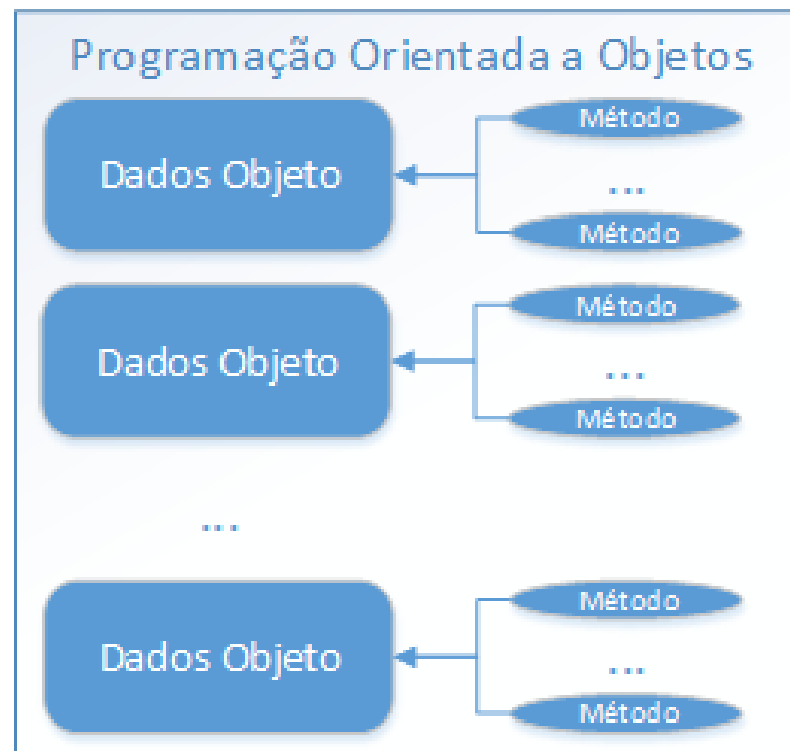 Programação Orientada a Objetos
Dados Objeto
Método
...
Método
Dados Objeto
Método
...
Método
...
Dados Objeto
Método
...
Método